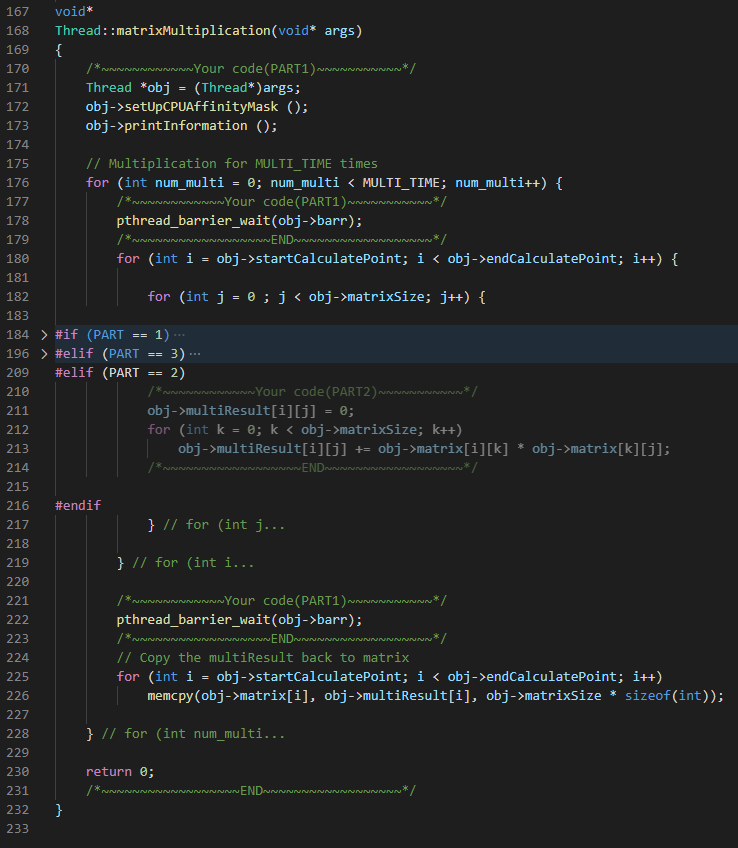 167 void*
168 Thread::matrixMultiplication(void* args)
169 {
170 /*~~~~~~~~~~~~Your code(PART1)~~~~~~~~~~~*/
171 Thread *obj = (Thread*)args;
172 obj->setUpCPUAffinityMask ();
173 obj->printInformation ();
174
175 // Multiplication for MULTI_TIME times
176 for (int num_multi = 0; num_multi < MULTI_TIME; num_multi++) {
177 /*~~~~~~~~~~~~Your code(PART1)~~~~~~~~~~~*/
178 pthread_barrier_wait(obj->barr);
179 /*~~~~~~~~~~~~~~~~~~END~~~~~~~~~~~~~~~~~~*/
180 for (int i = obj->startCalculatePoint; i < obj->endCalculatePoint; i++) {
181
182 for (int j = 0 ; j < obj->matrixSize; j++) {
183
184 > #if (PART == 1)···
196 > #elif (PART == 3)···
209 #elif (PART == 2)
210 /*~~~~~~~~~~~~Your code(PART2)~~~~~~~~~~~*/
211 obj->multiResult[i][j] = 0;
212 for (int k = 0; k < obj->matrixSize; k++)
213 obj->multiResult[i][j] += obj->matrix[i][k] * obj->matrix[k][j];
214 /*~~~~~~~~~~~~~~~~~~END~~~~~~~~~~~~~~~~~~*/
215
216 #endif
217 } // for (int j...
218
219 } // for (int i...
220
221 /*~~~~~~~~~~~~Your code(PART1)~~~~~~~~~~~*/
222 pthread_barrier_wait(obj->barr);
223 /*~~~~~~~~~~~~~~~~~~END~~~~~~~~~~~~~~~~~~*/
224 // Copy the multiResult back to matrix
225 for (int i = obj->startCalculatePoint; i < obj->endCalculatePoint; i++)
226 memcpy(obj->matrix[i], obj->multiResult[i], obj->matrixSize * sizeof(int));
227
228 } // for (int num_multi...
229
230 return 0;
231 /*~~~~~~~~~~~~~~~~~~END~~~~~~~~~~~~~~~~~~*/
232 }
233